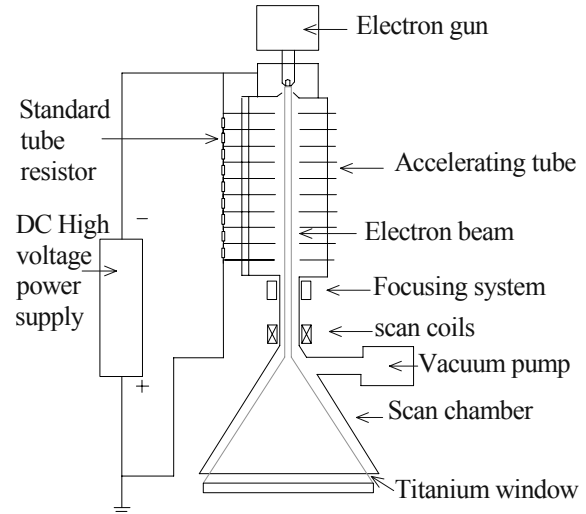 Electron gun
Standard
tube
resistor
Accelerating tube
−
DC High
voltage
power
supply
Electron beam
Focusing system
scan coils
Vacuum pump
+
Scan chamber
Titanium window